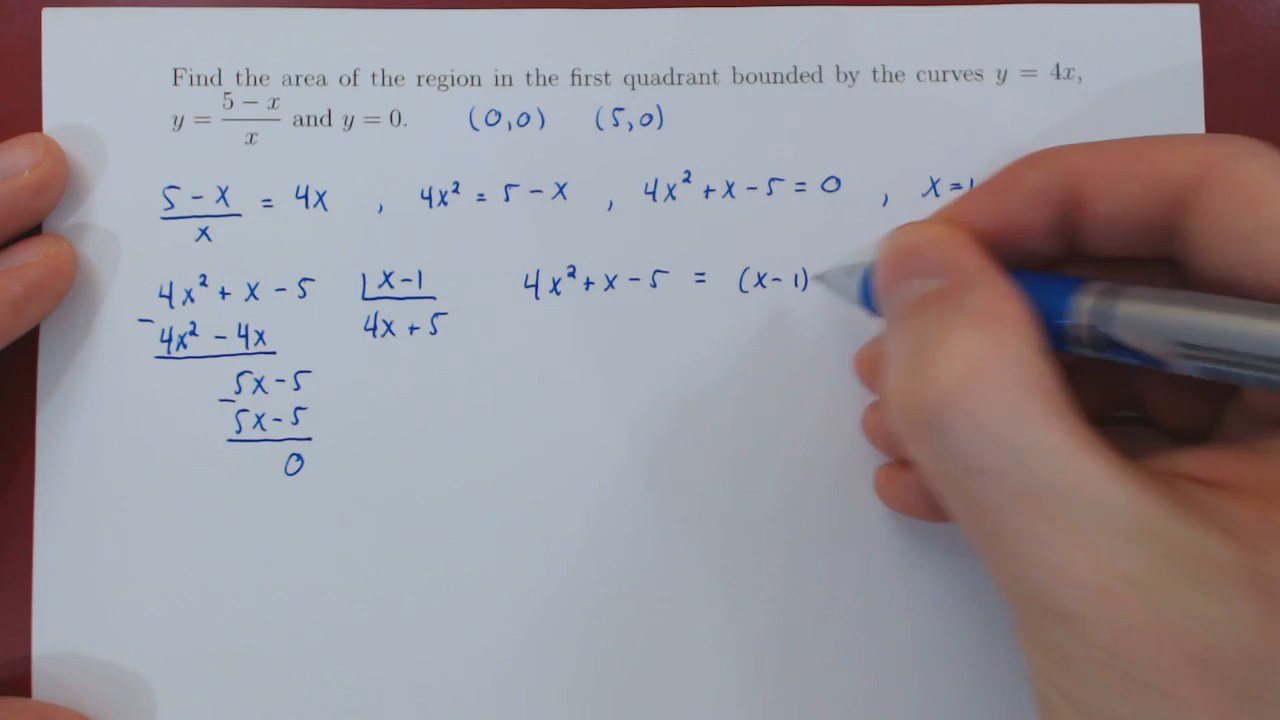 Find the area of the region in the first quadrant bounded by the curves y = 4x,
y = (5 − x)/x and y = 0. (0,0) (5,0)
(5 - x)/x = 4x , 4x² = 5 - x , 4x² + x - 5 = 0 , x = 1
4x² + x - 5 | x - 1 4x² + x - 5 = (x - 1)
- 4x² - 4x 4x + 5
5x - 5
- 5x - 5
0